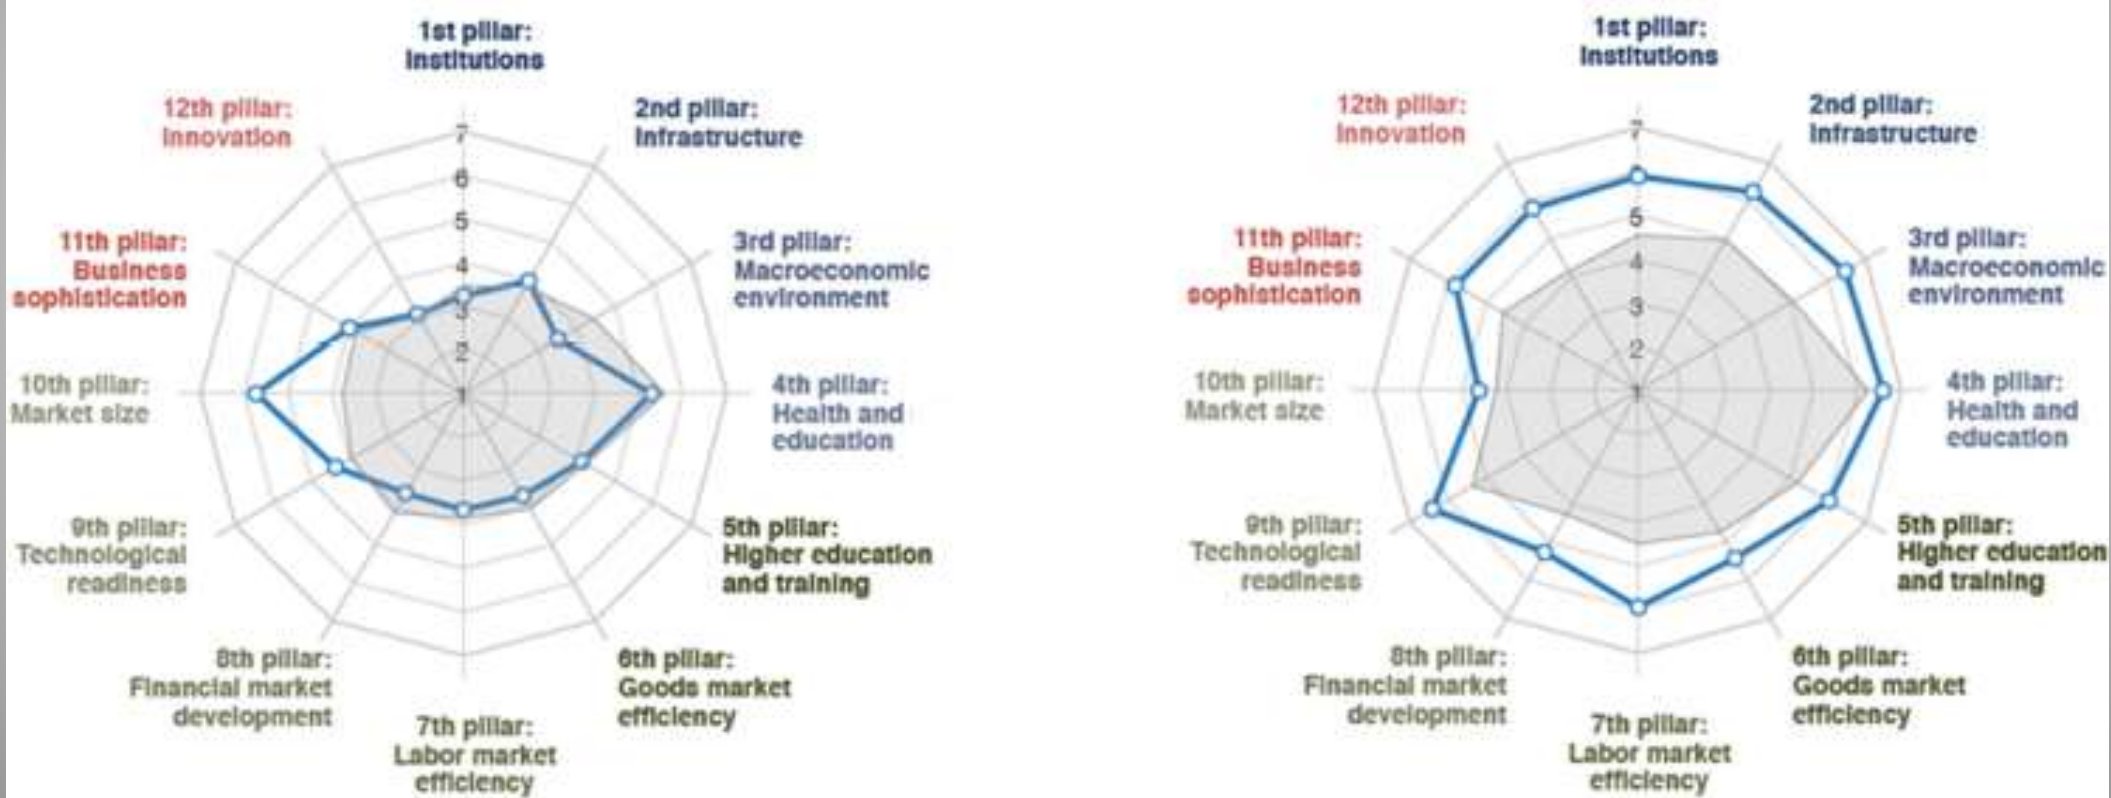 1st pillar:
Institutions
12th pillar:
Innovation
2nd pillar:
Infrastructure
11th pillar:
Business
sophistication
3rd pillar:
Macroeconomic
environment
10th pillar:
Market size
4th pillar:
Health and
education
9th pillar:
Technological
readiness
5th pillar:
Higher education
and training
8th pillar:
Financial market
development
6th pillar:
Goods market
efficiency
7th pillar:
Labor market
efficiency
7
6
5
4
3
2
1
1st pillar:
Institutions
12th pillar:
Innovation
2nd pillar:
Infrastructure
11th pillar:
Business
sophistication
3rd pillar:
Macroeconomic
environment
10th pillar:
Market size
4th pillar:
Health and
education
9th pillar:
Technological
readiness
5th pillar:
Higher education
and training
8th pillar:
Financial market
development
6th pillar:
Goods market
efficiency
7th pillar:
Labor market
efficiency
7
5
4
3
2
1